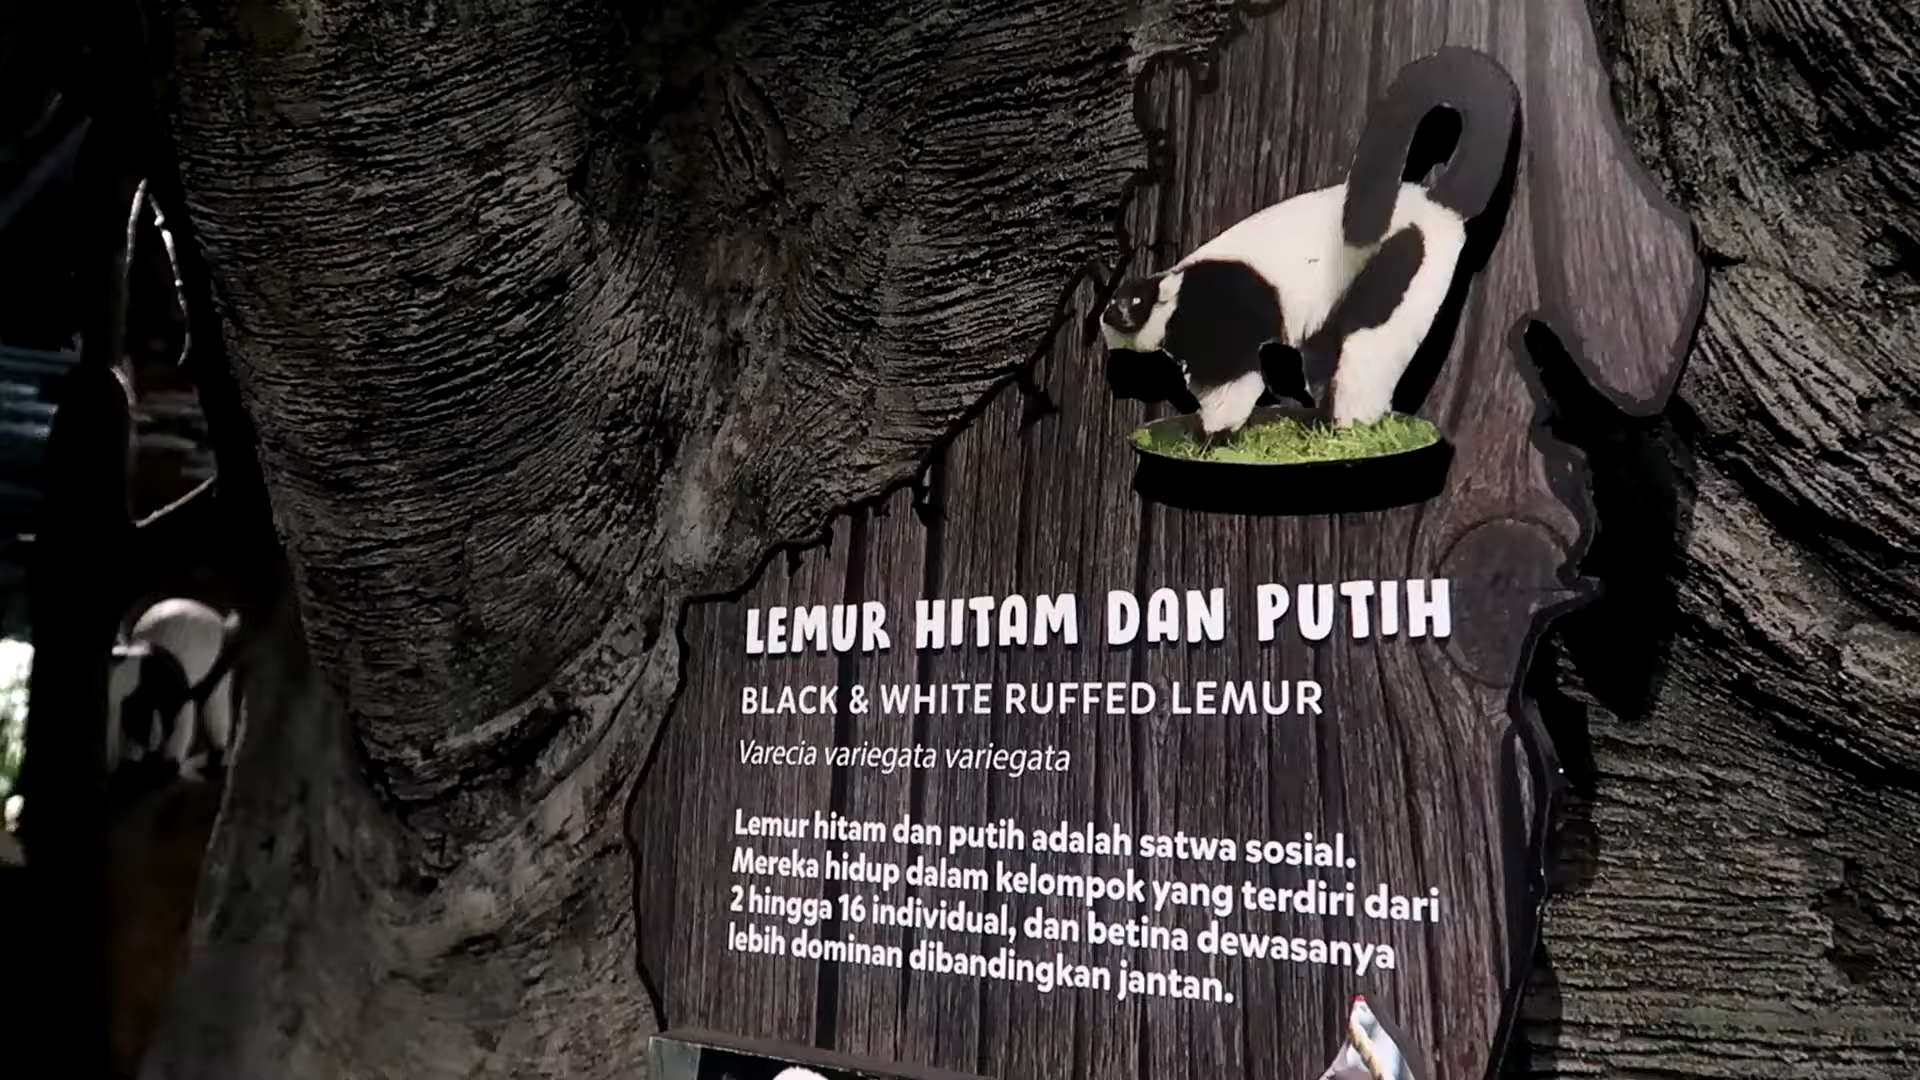 LEMUR HITAM DAN PUTIH
BLACK & WHITE RUFFED LEMUR
Varecia variegata variegata
Lemur hitam dan putih adalah satwa sosial.
Mereka hidup dalam kelompok yang terdiri dari
2 hingga 16 individual, dan betina dewasanya
lebih dominan dibandingkan jantan.